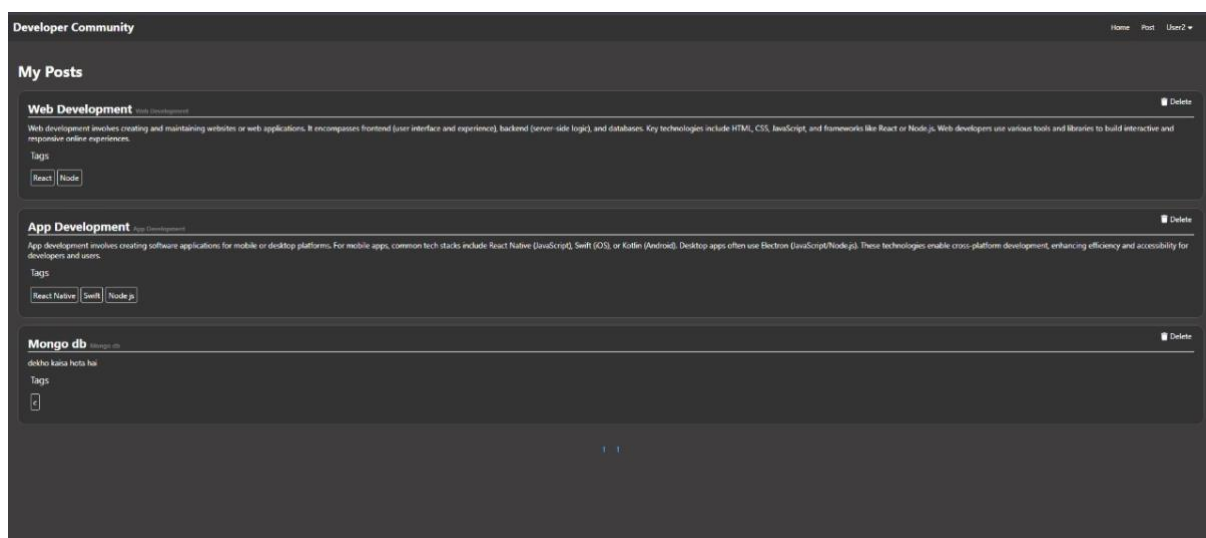 Developer Community
Home Post User2
My Posts
Web Development Web Development
Delete
Web development involves creating and maintaining websites or web applications. It encompasses frontend (user interface and experience), backend (server-side logic), and databases. Key technologies include HTML, CSS, JavaScript, and frameworks like React or Node.js. Web developers use various tools and libraries to build interactive and
responsive online experiences.
Tags
React Node
App Development App Development
Delete
App development involves creating software applications for mobile or desktop platforms. For mobile apps, common tech stacks include React Native (JavaScript), Swift (iOS), or Kotlin (Android). Desktop apps often use Electron (JavaScript/Node.js). These technologies enable cross-platform development, enhancing efficiency and accessibility for
developers and users.
Tags
React Native Swift Node js
Mongo db Mongo db
Delete
dekho kaisa hota hai
Tags
1 1